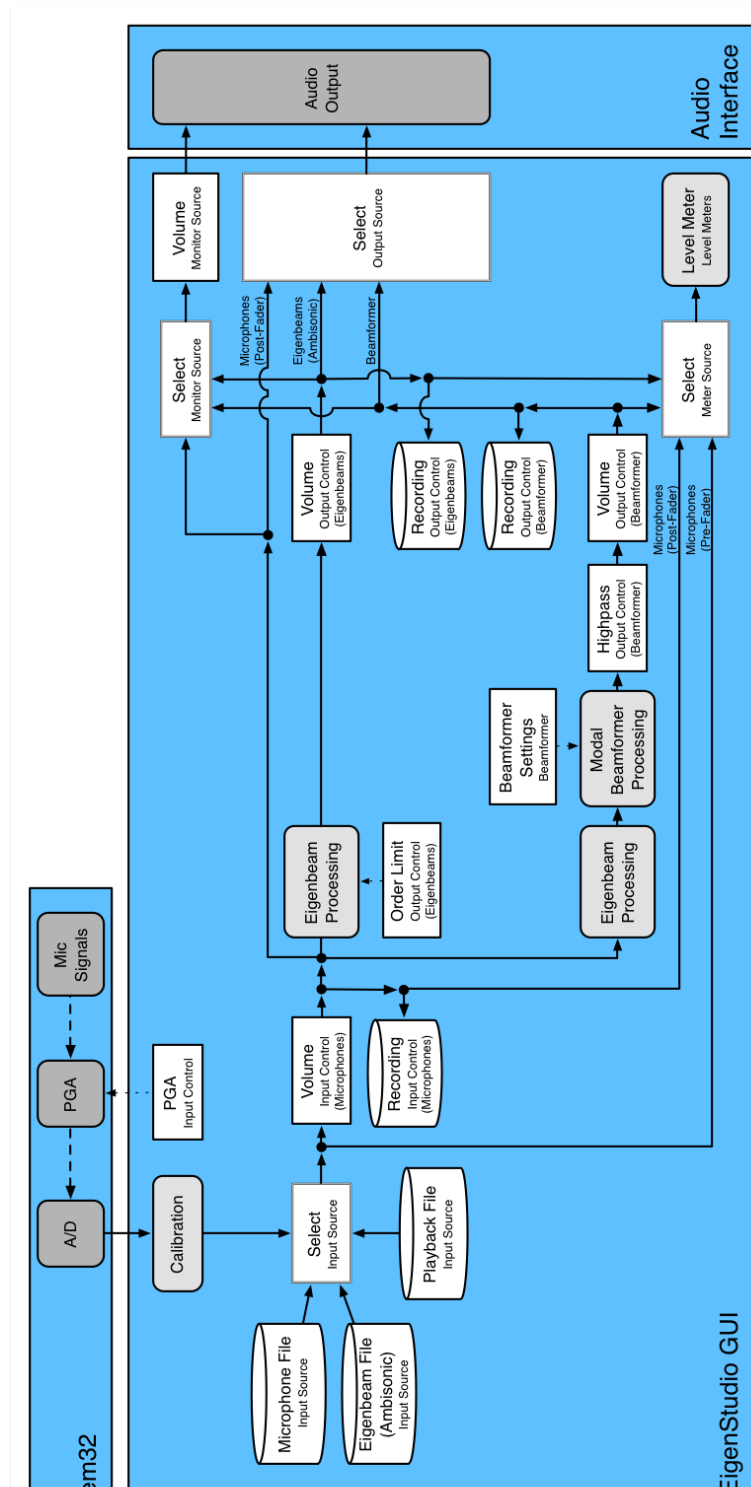 em32
A/D
PGA
Mic
Signals
EigenStudio GUI
Calibration
PGA
Input Control
Microphone File
Input Source
Eigenbeam File
(Ambisonic)
Input Source
Select
Input Source
Playback File
Input Source
Volume
Input Control
(Microphones)
Recording
Input Control
(Microphones)
Eigenbeam
Processing
Order Limit
Output Control
(Eigenbeams)
Eigenbeam
Processing
Beamformer
Settings
Beamformer
Modal
Beamformer
Processing
Highpass
Output Control
(Beamformer)
Volume
Output Control
(Eigenbeams)
Recording
Output Control
(Eigenbeams)
Recording
Output Control
(Beamformer)
Volume
Output Control
(Beamformer)
Microphones
(Post-Fader)
Microphones
(Pre-Fader)
Select
Monitor Source
Volume
Monitor Source
Microphones
(Post-Fader)
Eigenbeams
(Ambisonic)
Beamformer
Select
Output Source
Select
Meter Source
Level Meter
Level Meters
Audio
Output
Audio
Interface